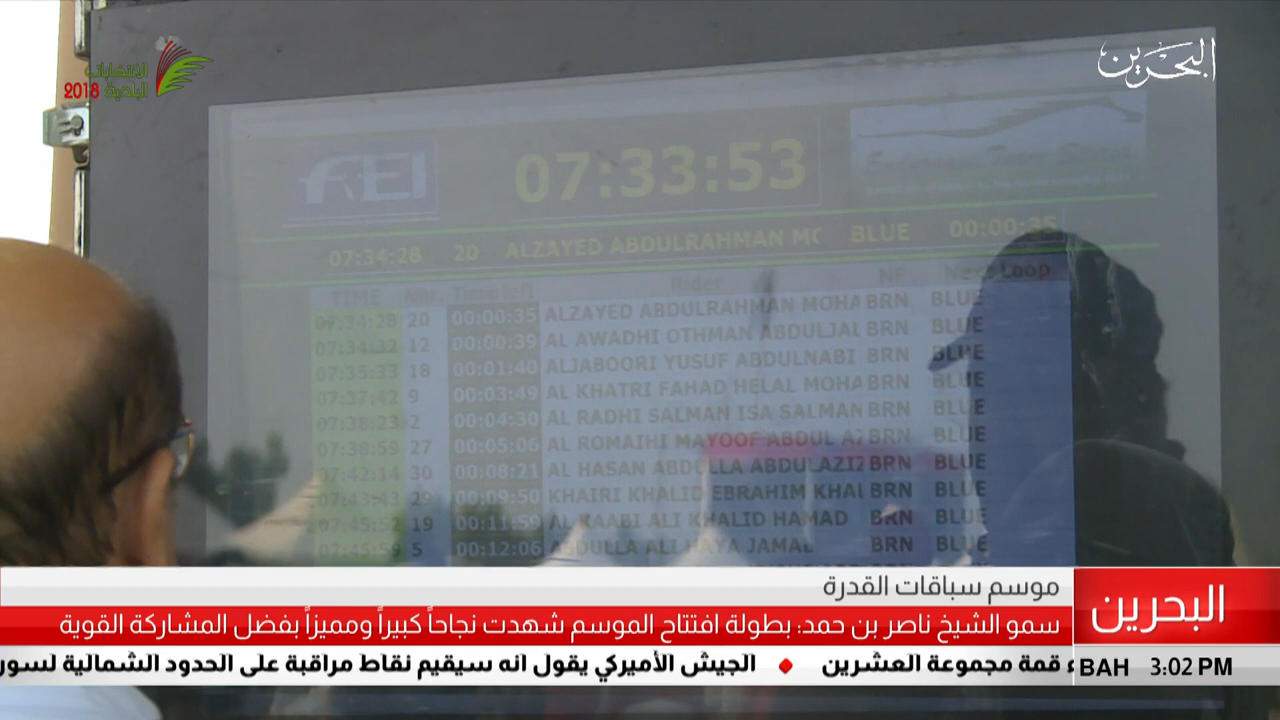 الانتخابات
البلدية 2018
البحرين
FEI
07:33:53
07:34:28 20 ALZAYED ABDULRAHMAN MO BLUE 00:00:35
TIME Time left Rider NF Next Loop
07:34:28 20 00:00:35 ALZAYED ABDULRAHMAN MOHA BRN BLUE
07:34:32 12 00:00:39 AL AWADHI OTHMAN ABDULJAL BRN BLUE
07:35:33 18 00:01:40 ALJABOORI YUSUF ABDULNABI BRN BLUE
07:37:42 9 00:03:49 AL KHATRI FAHAD HELAL MOHA BRN BLUE
07:38:23 2 00:04:30 AL RADHI SALMAN ISA SALMAN BRN BLUE
07:38:59 27 00:05:06 AL ROMAIHI MAYOOF ABDUL AZ BRN BLUE
07:42:14 30 00:08:21 AL HASAN ABDULLA ABDULAZIZ BRN BLUE
07:43:43 29 00:09:50 KHAIRI KHALID EBRAHIM KHAL BRN BLUE
07:45:52 19 00:11:59 AL KAABI ALI KHALID HAMAD BRN BLUE
07:45:59 5 00:12:06 ABDULLA ALI HAYA JAMAL BRN BLUE
موسم سباقات القدرة
البحرين
سمو الشيخ ناصر بن حمد: بطولة افتتاح الموسم شهدت نجاحاً كبيراً ومميزاً بفضل المشاركة القوية
ء قمة مجموعة العشرين ♦ الجيش الأميركي يقول انه سيقيم نقاط مراقبة على الحدود الشمالية لسور
BAH 3:02 PM